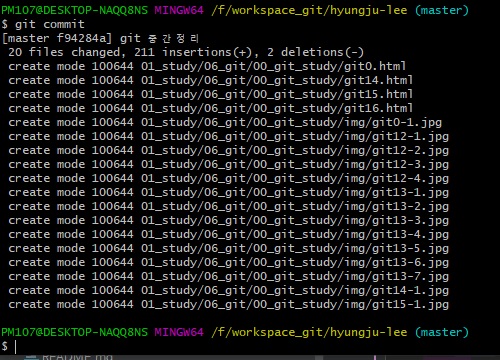 PM107@DESKTOP-NAQQ8NS MINGW64 /f/workspace_git/hyungju-lee (master)
$ git commit
[master f94284a] git 중간정리
 20 files changed, 211 insertions(+), 2 deletions(-)
 create mode 100644 01_study/06_git/00_git_study/git0.html
 create mode 100644 01_study/06_git/00_git_study/git14.html
 create mode 100644 01_study/06_git/00_git_study/git15.html
 create mode 100644 01_study/06_git/00_git_study/git16.html
 create mode 100644 01_study/06_git/00_git_study/img/git0-1.jpg
 create mode 100644 01_study/06_git/00_git_study/img/git12-1.jpg
 create mode 100644 01_study/06_git/00_git_study/img/git12-2.jpg
 create mode 100644 01_study/06_git/00_git_study/img/git12-3.jpg
 create mode 100644 01_study/06_git/00_git_study/img/git12-4.jpg
 create mode 100644 01_study/06_git/00_git_study/img/git13-1.jpg
 create mode 100644 01_study/06_git/00_git_study/img/git13-2.jpg
 create mode 100644 01_study/06_git/00_git_study/img/git13-3.jpg
 create mode 100644 01_study/06_git/00_git_study/img/git13-4.jpg
 create mode 100644 01_study/06_git/00_git_study/img/git13-5.jpg
 create mode 100644 01_study/06_git/00_git_study/img/git13-6.jpg
 create mode 100644 01_study/06_git/00_git_study/img/git13-7.jpg
 create mode 100644 01_study/06_git/00_git_study/img/git14-1.jpg
 create mode 100644 01_study/06_git/00_git_study/img/git15-1.jpg
PM107@DESKTOP-NAQQ8NS MINGW64 /f/workspace_git/hyungju-lee (master)
$
README.md